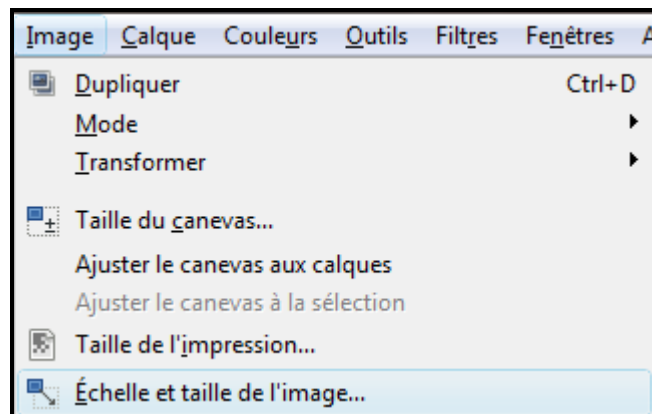 Image Calque Couleurs Outils Filtres Fenêtres
Dupliquer Ctrl+D
Mode
Transformer
Taille du canevas...
Ajuster le canevas aux calques
Ajuster le canevas à la sélection
Taille de l'impression...
Échelle et taille de l'image...